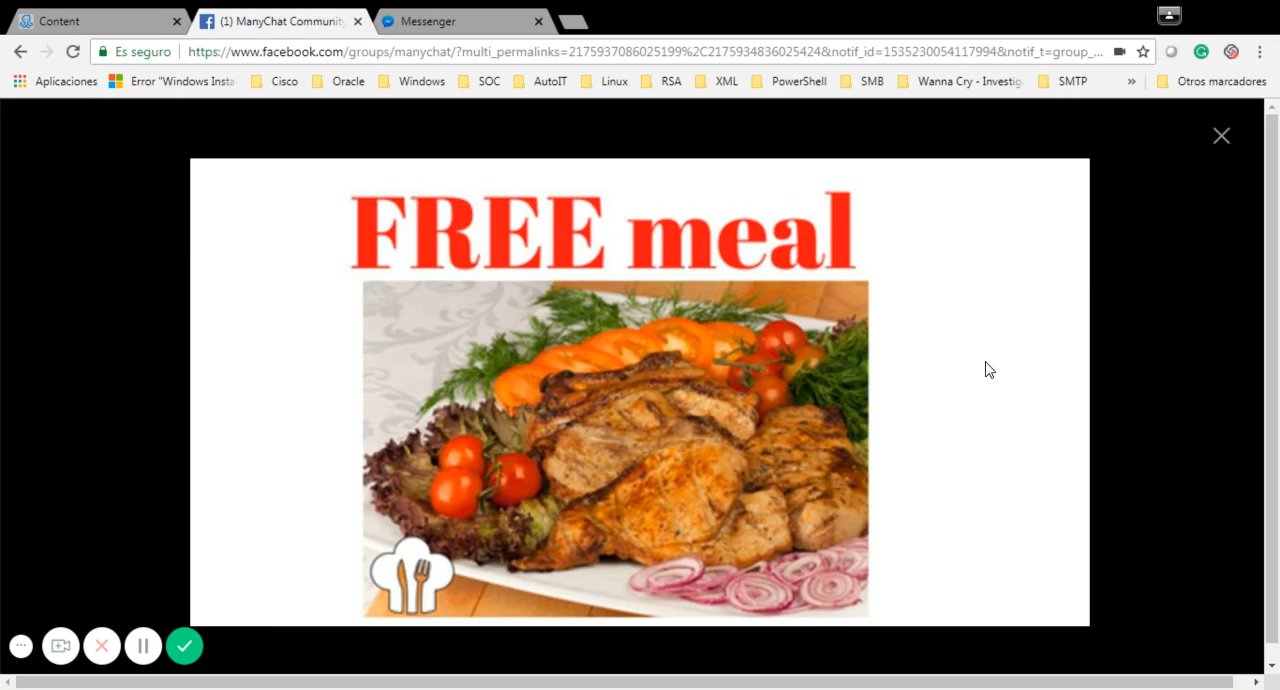 Content
(1) ManyChat Community
Messenger
Es seguro
https://www.facebook.com/groups/manychat/?multi_permalinks=2175937086025199%2C2175934836025424&notif_id=1535230054117994&notif_t=group_...
Aplicaciones
Error "Windows Insta
Cisco
Oracle
Windows
SOC
AutoIT
Linux
RSA
XML
PowerShell
SMB
Wanna Cry - Investig
SMTP
»
Otros marcadores
FREE meal